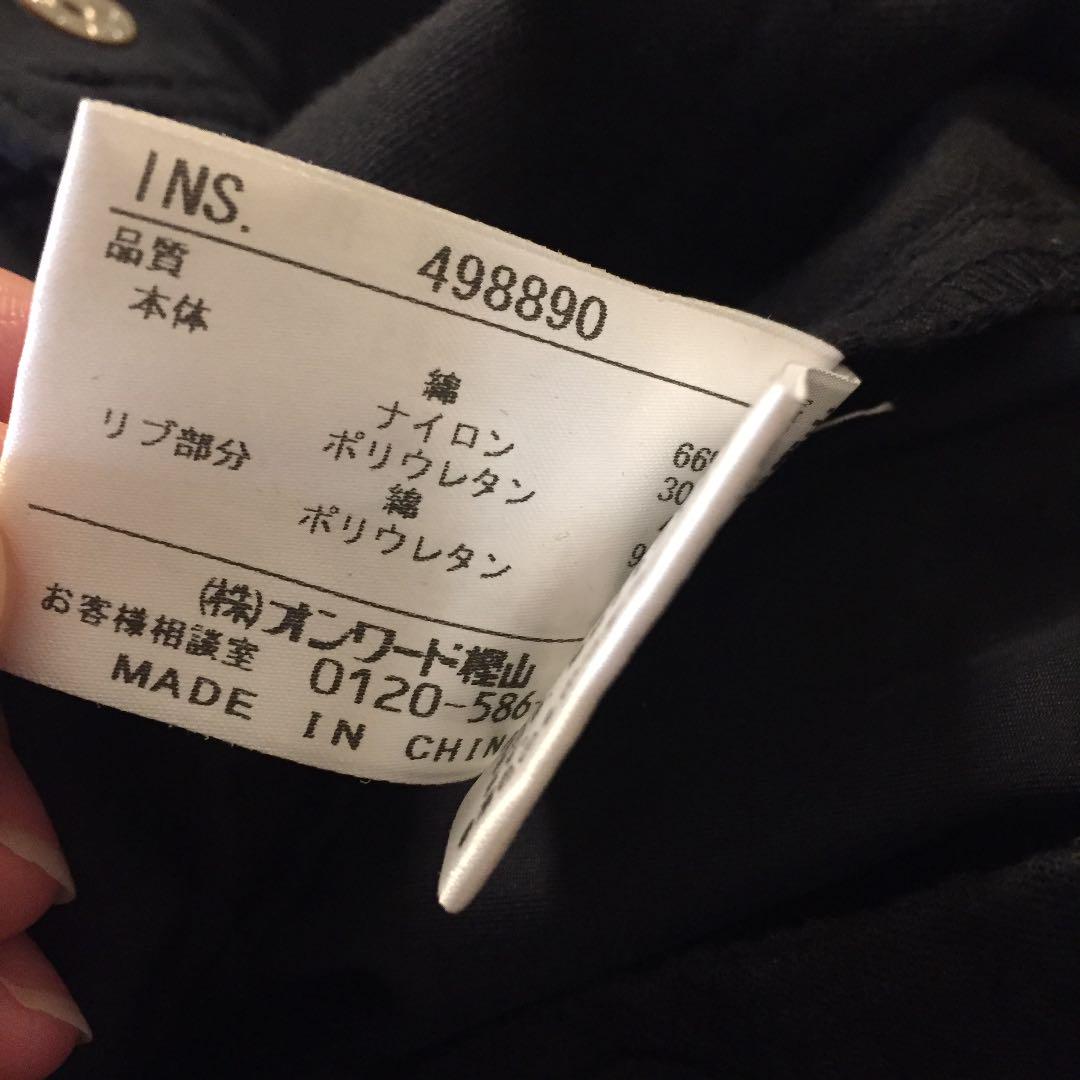 INS.
498890
品質
本体
綿
ナイロン 66
ポリウレタン 30
リブ部分
綿
ポリウレタン
(株)オンワード樫山
お客様相談室 0120-586
MADE IN CHIN